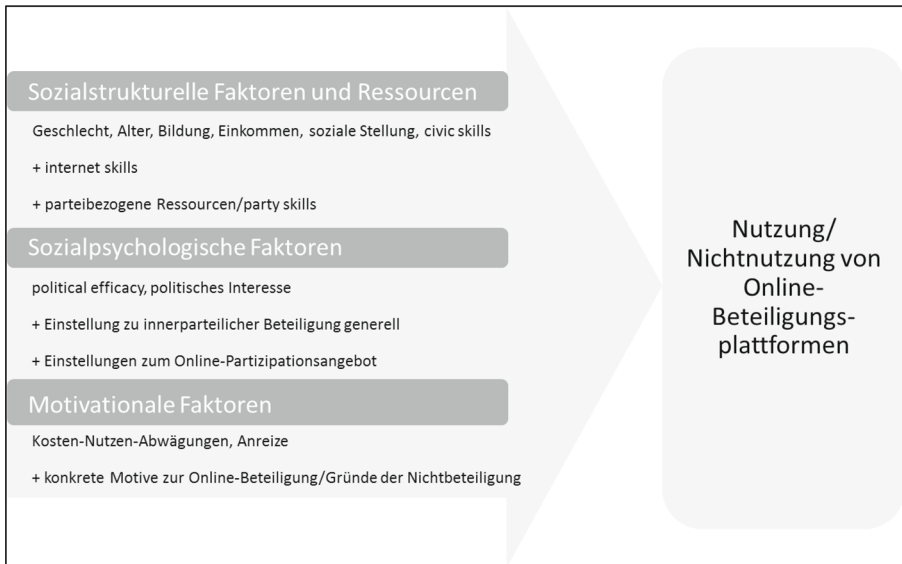 Sozialstrukturelle Faktoren und Ressourcen
Geschlecht, Alter, Bildung, Einkommen, soziale Stellung, civic skills
+ internet skills
+ parteibezogene Ressourcen/party skills
Sozialpsychologische Faktoren
political efficacy, politisches Interesse
+ Einstellung zu innerparteilicher Beteiligung generell
+ Einstellungen zum Online-Partizipationsangebot
Motivationale Faktoren
Kosten-Nutzen-Abwägungen, Anreize
+ konkrete Motive zur Online-Beteiligung/Gründe der Nichtbeteiligung
Nutzung/
Nichtnutzung von
Online-
Beteiligungs-
plattformen